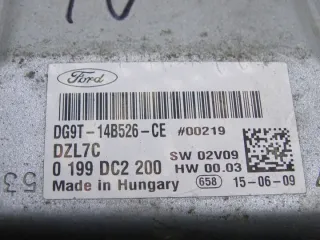 Ford
DG9T-14B526-CE #00219
DZL7C SW 02V09
0 199 DC2 200 HW 00.03
Made in Hungary 658 15-06-09